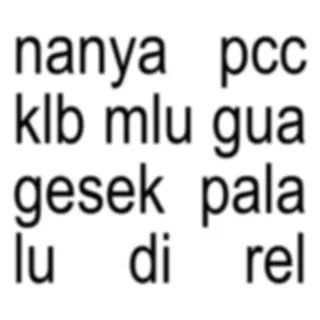 nanya pcc
klb mlu gua
gesek pala
lu di rel